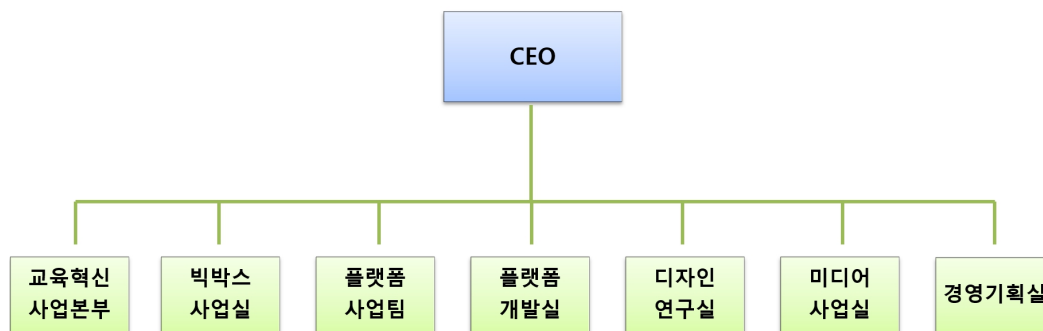 CEO
교육혁신
사업본부
빅박스
사업실
플랫폼
사업팀
플랫폼
개발실
디자인
연구실
미디어
사업실
경영기획실